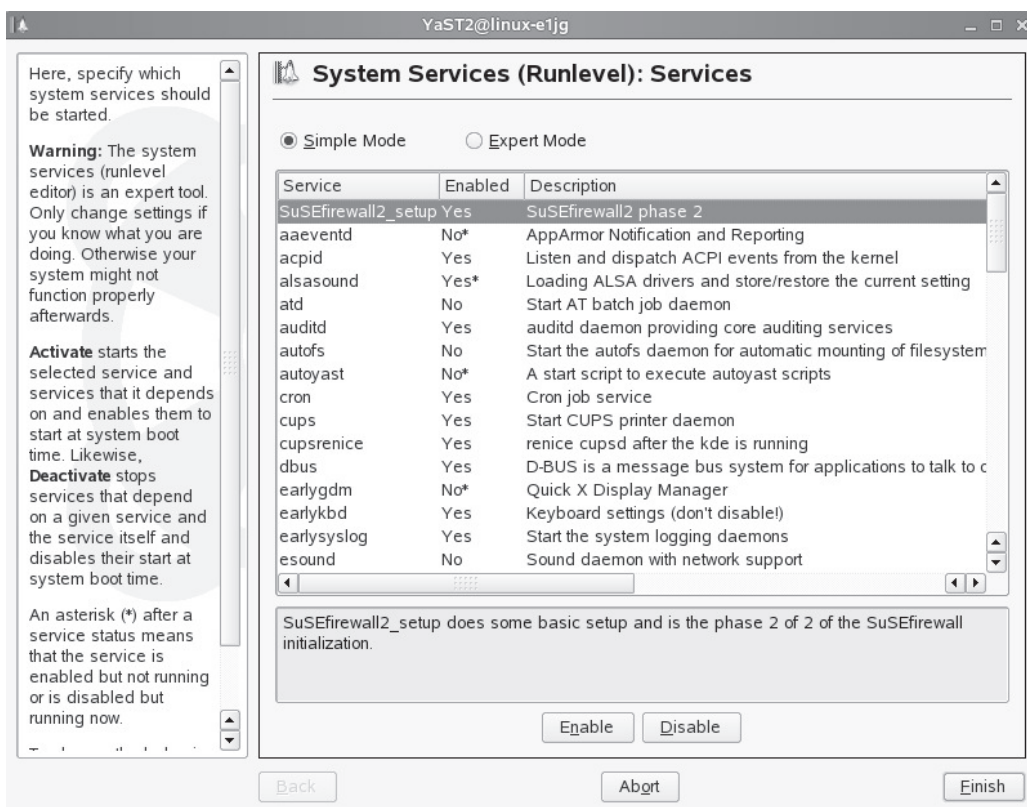 YaST2@linux-e1jg
Here, specify which
system services should
be started.
Warning: The system
services (runlevel
editor) is an expert tool.
Only change settings if
you know what you are
doing. Otherwise your
system might not
function properly
afterwards.
Activate starts the
selected service and
services that it depends
on and enables them to
start at system boot
time. Likewise,
Deactivate stops
services that depend
on a given service and
the service itself and
disables their start at
system boot time.
An asterisk (*) after a
service status means
that the service is
enabled but not running
or is disabled but
running now.
System Services (Runlevel): Services
Simple Mode Expert Mode
Service Enabled Description
SuSEfirewall2_setup Yes SuSEfirewall2 phase 2
aaeventd No* AppArmor Notification and Reporting
acpid Yes Listen and dispatch ACPI events from the kernel
alsasound Yes* Loading ALSA drivers and store/restore the current setting
atd No Start AT batch job daemon
auditd Yes auditd daemon providing core auditing services
autofs No Start the autofs daemon for automatic mounting of filesystem
autoyast No* A start script to execute autoyast scripts
cron Yes Cron job service
cups Yes Start CUPS printer daemon
cupsrenice Yes renice cupsd after the kde is running
dbus Yes D-BUS is a message bus system for applications to talk to
earlygdm No* Quick X Display Manager
earlykbd Yes Keyboard settings (don't disable!)
earlysyslog Yes Start the system logging daemons
esound No Sound daemon with network support
SuSEfirewall2_setup does some basic setup and is the phase 2 of 2 of the SuSEfirewall
initialization.
Enable Disable
Back Abort Finish